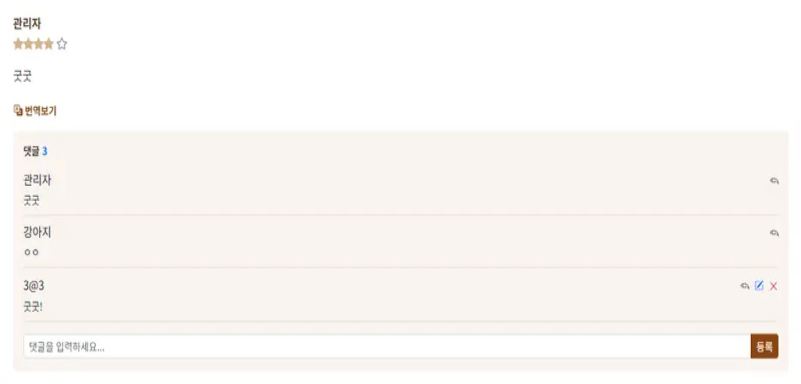 관리자
굿굿
번역보기
댓글 3
관리자
굿굿
강아지
ㅇㅇ
3@3
굿굿!
댓글을 입력하세요...
등록